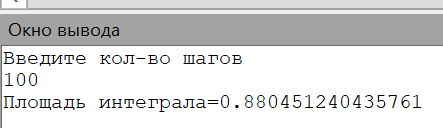 Окно вывода
Введите кол-во шагов
100
Площадь интеграла=0.880451240435761